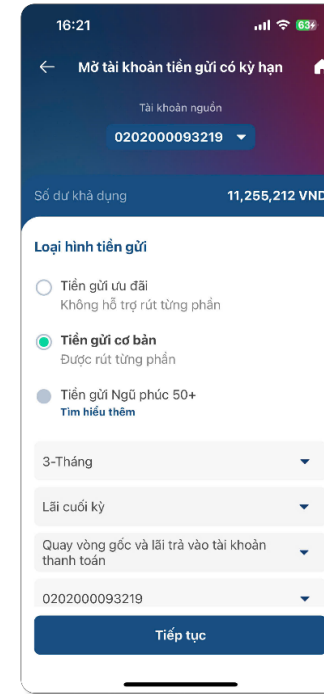 16:21
63
Mở tài khoản tiền gửi có kỳ hạn
Tài khoản nguồn
0202000093219
Số dư khả dụng 11,255,212 VND
Loại hình tiền gửi
Tiền gửi ưu đãi
Không hỗ trợ rút từng phần
Tiền gửi cơ bản
Được rút từng phần
Tiền gửi Ngũ phúc 50+
Tìm hiểu thêm
3-Tháng
Lãi cuối kỳ
Quay vòng gốc và lãi trả vào tài khoản
thanh toán
0202000093219
Tiếp tục